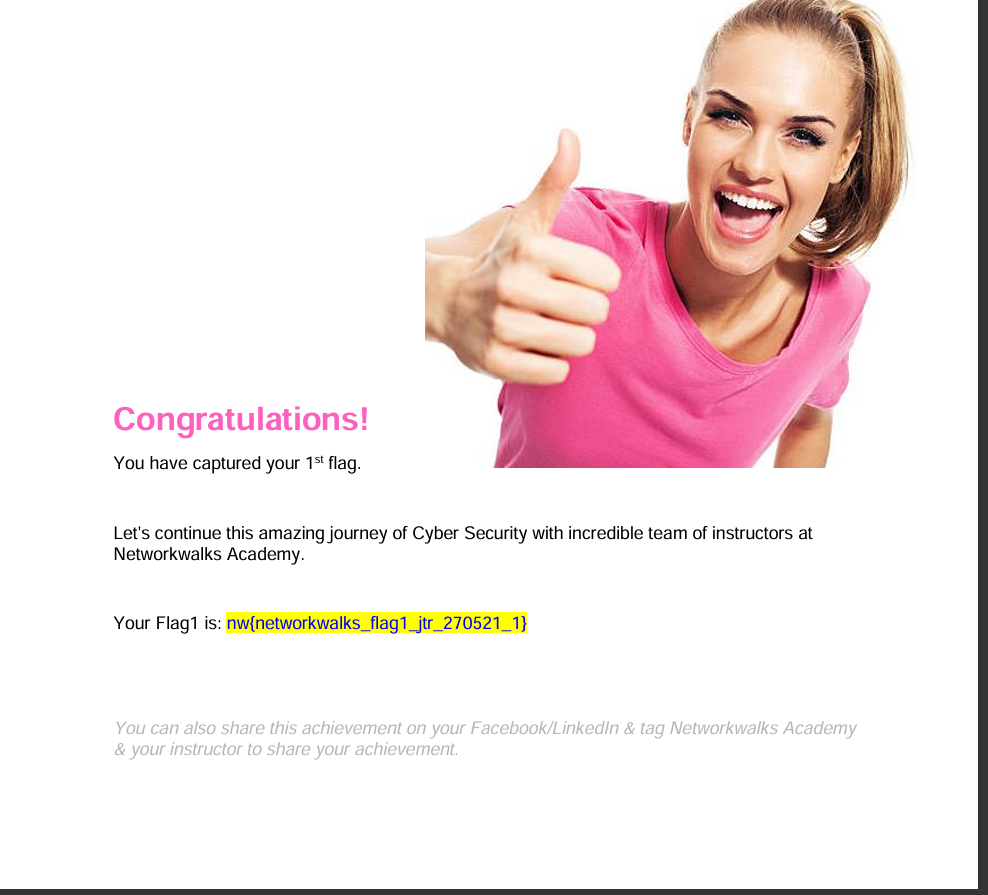 Congratulations!
You have captured your 1st flag.
Let's continue this amazing journey of Cyber Security with incredible team of instructors at
Networkwalks Academy.
Your Flag1 is: nw{networkwalks_flag1_jtr_270521_1}
You can also share this achievement on your Facebook/LinkedIn & tag Networkwalks Academy
& your instructor to share your achievement.